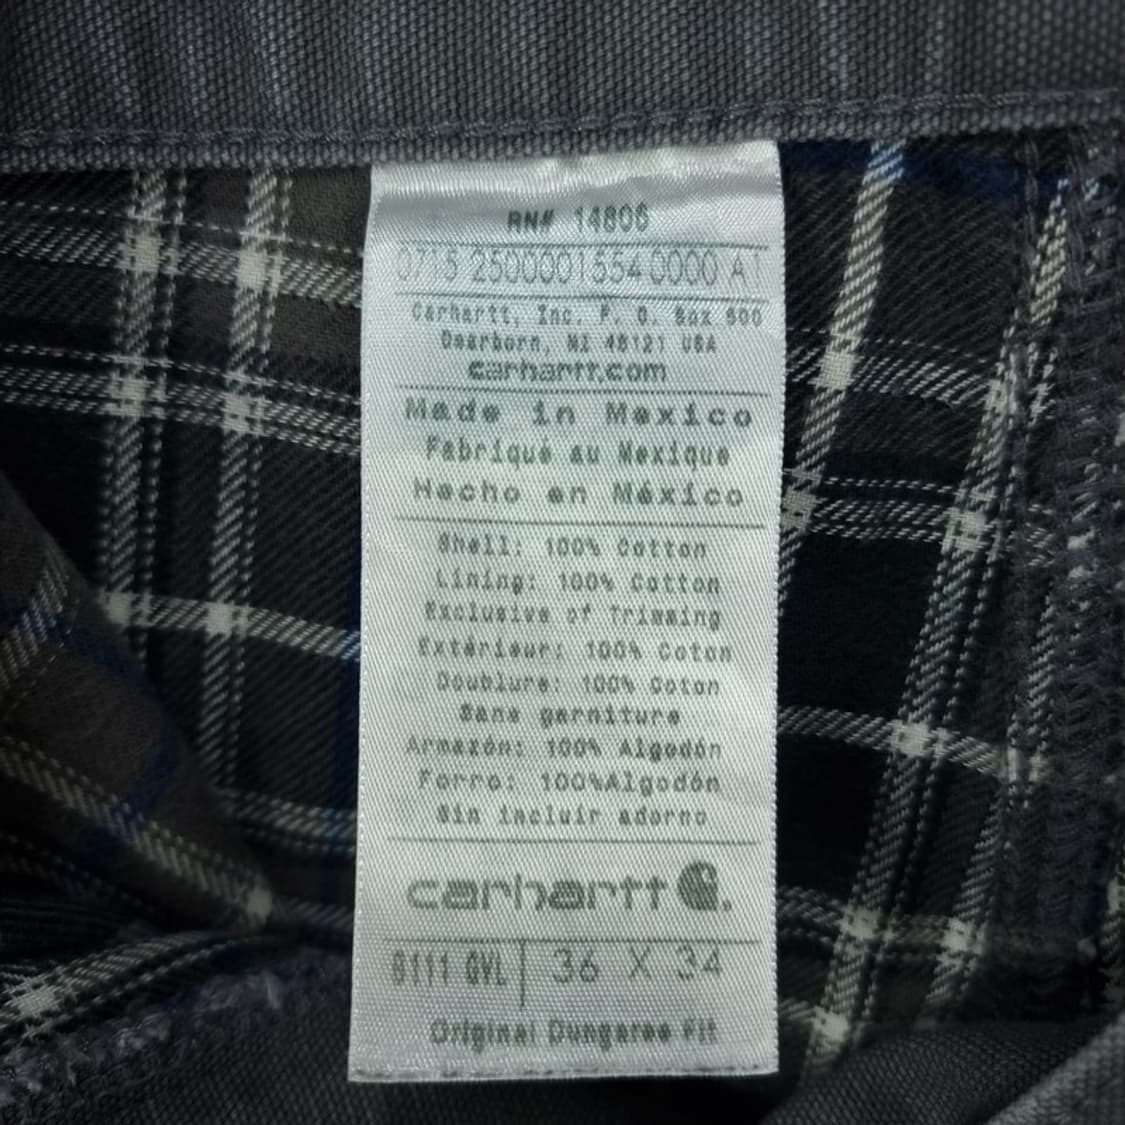 RN# 14806
0715 25000015540000 A1
Carhartt, Inc. P. O. Box 600
Dearborn, MI 48121 USA
carhartt.com
Made in Mexico
Fabriqué au Mexique
Hecho en México
Shell: 100% Cotton
Lining: 100% Cotton
Exclusive of Trimming
Extérieur: 100% Coton
Doublure: 100% Coton
Sans garniture
Armazón: 100% Algodón
Forro: 100%Algodón
Sin incluir adorno
carhartt
B111 GVL 36 X 34
Original Dungaree Fit